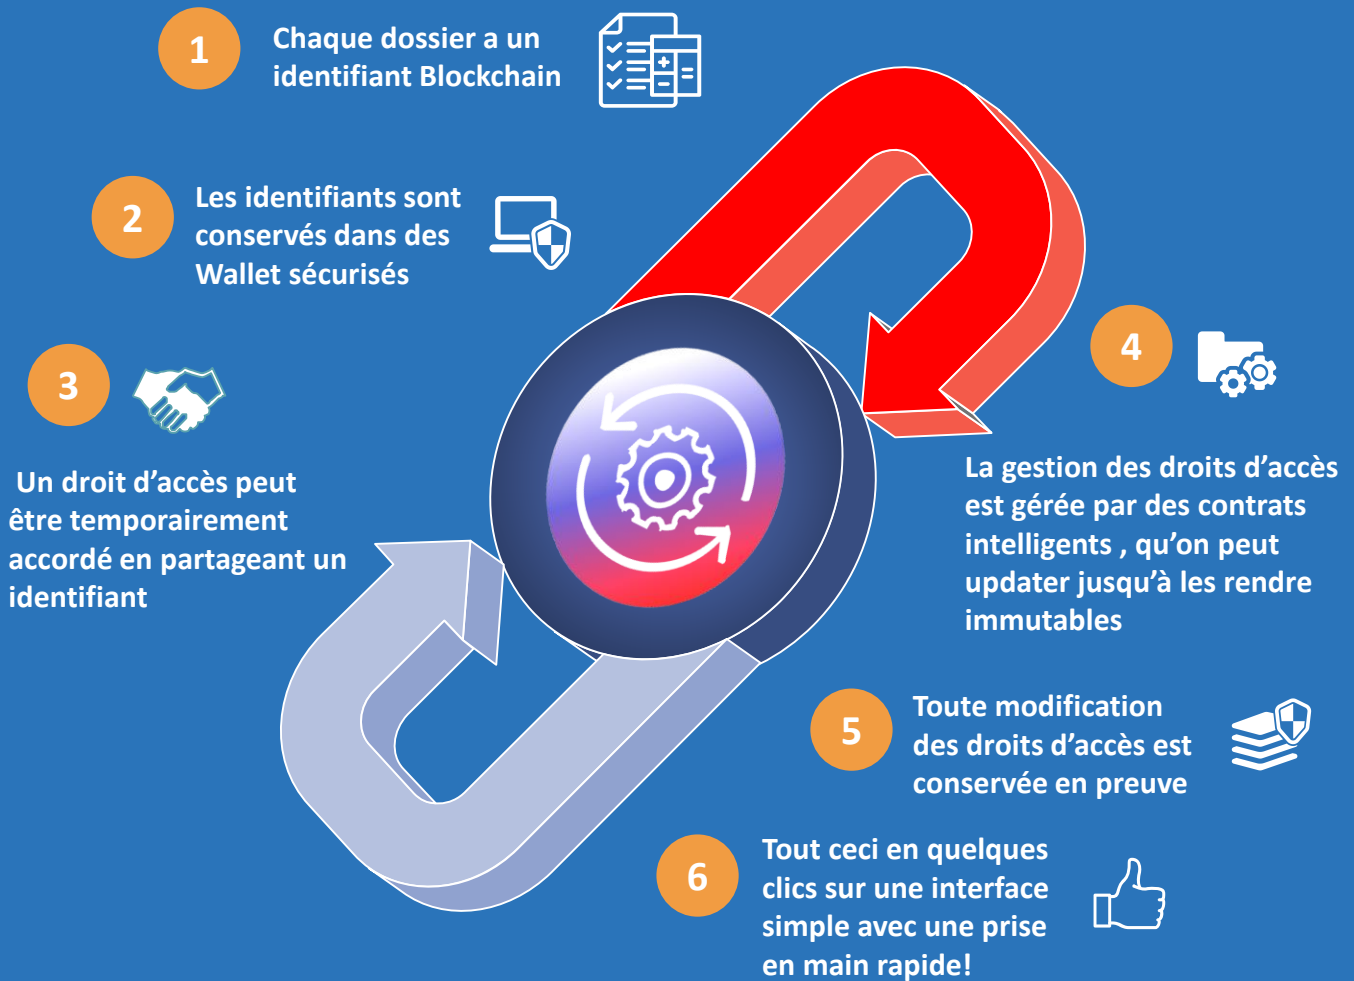 1
Chaque dossier a un
identifiant Blockchain
2
Les identifiants sont
conservés dans des
Wallet sécurisés
3
Un droit d’accès peut
être temporairement
accordé en partageant un
identifiant
4
La gestion des droits d’accès
est gérée par des contrats
intelligents , qu’on peut
updater jusqu’à les rendre
immutables
5
Toute modification
des droits d’accès est
conservée en preuve
6
Tout ceci en quelques
clics sur une interface
simple avec une prise
en main rapide!